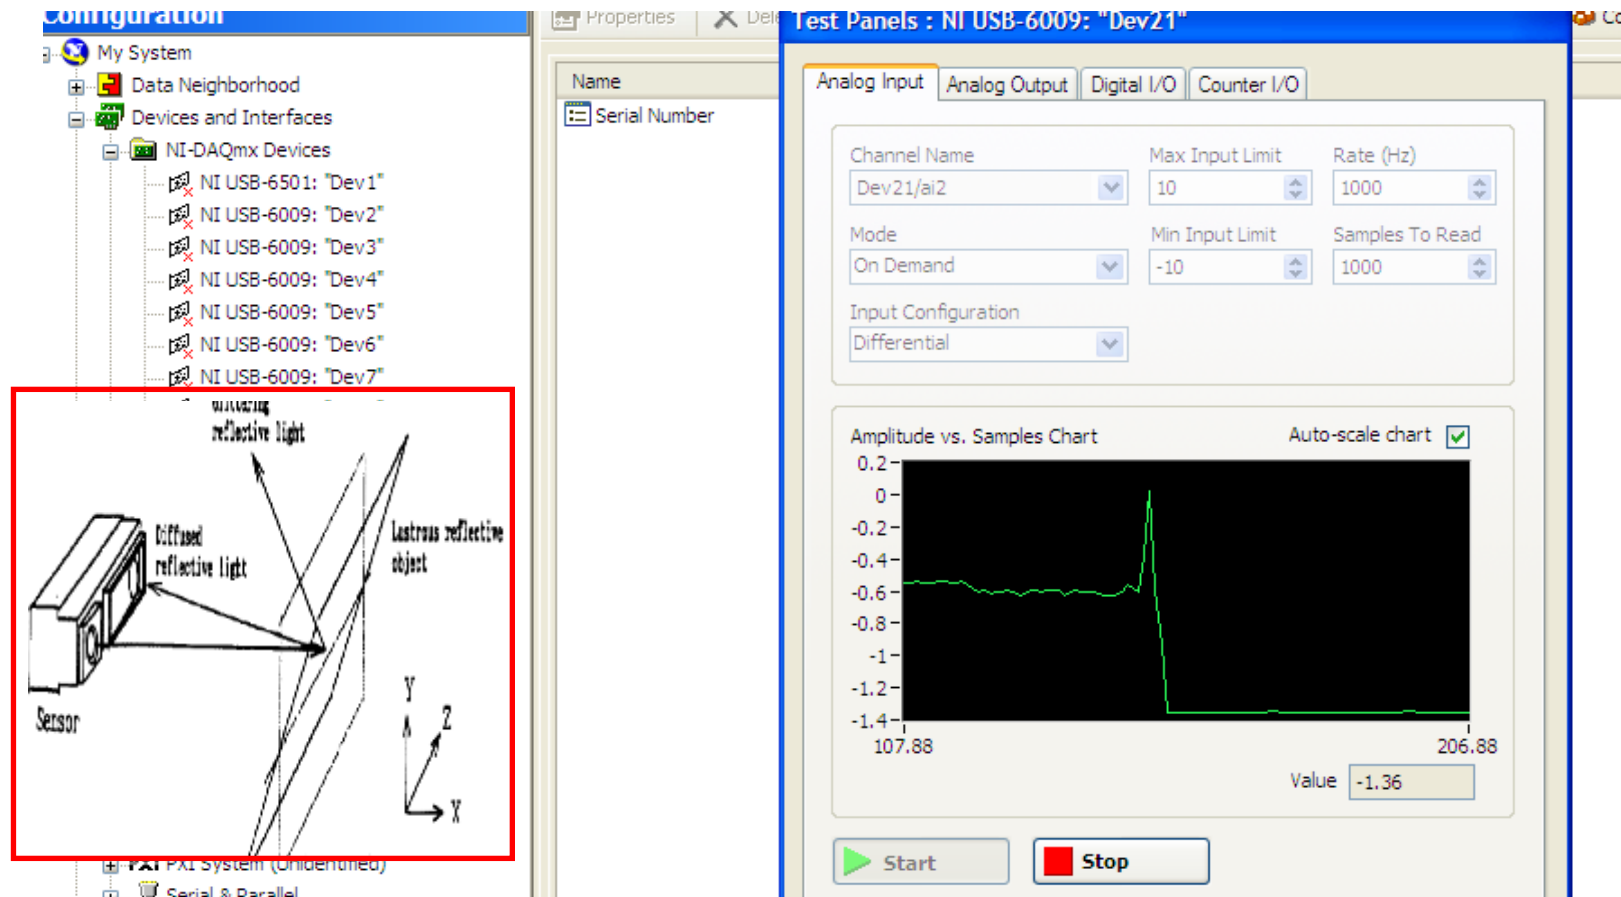 Configuration
My System
Data Neighborhood
Devices and Interfaces
NI-DAQmx Devices
NI USB-6501: "Dev1"
NI USB-6009: "Dev2"
NI USB-6009: "Dev3"
NI USB-6009: "Dev4"
NI USB-6009: "Dev5"
NI USB-6009: "Dev6"
NI USB-6009: "Dev7"
reflective light
Diffused
reflective light
Lastrous reflective
object
Sensor
Y
Z
X
PXI System (Unidentified)
Serial & Parallel
Properties
Name
Serial Number
Test Panels : NI USB-6009: "Dev21"
Analog Input Analog Output Digital I/O Counter I/O
Channel Name Max Input Limit Rate (Hz)
Dev21/ai2 10 1000
Mode Min Input Limit Samples To Read
On Demand -10 1000
Input Configuration
Differential
Amplitude vs. Samples Chart Auto-scale chart
0.2
0
-0.2
-0.4
-0.6
-0.8
-1
-1.2
-1.4
107.88 206.88
Value -1.36
Start Stop